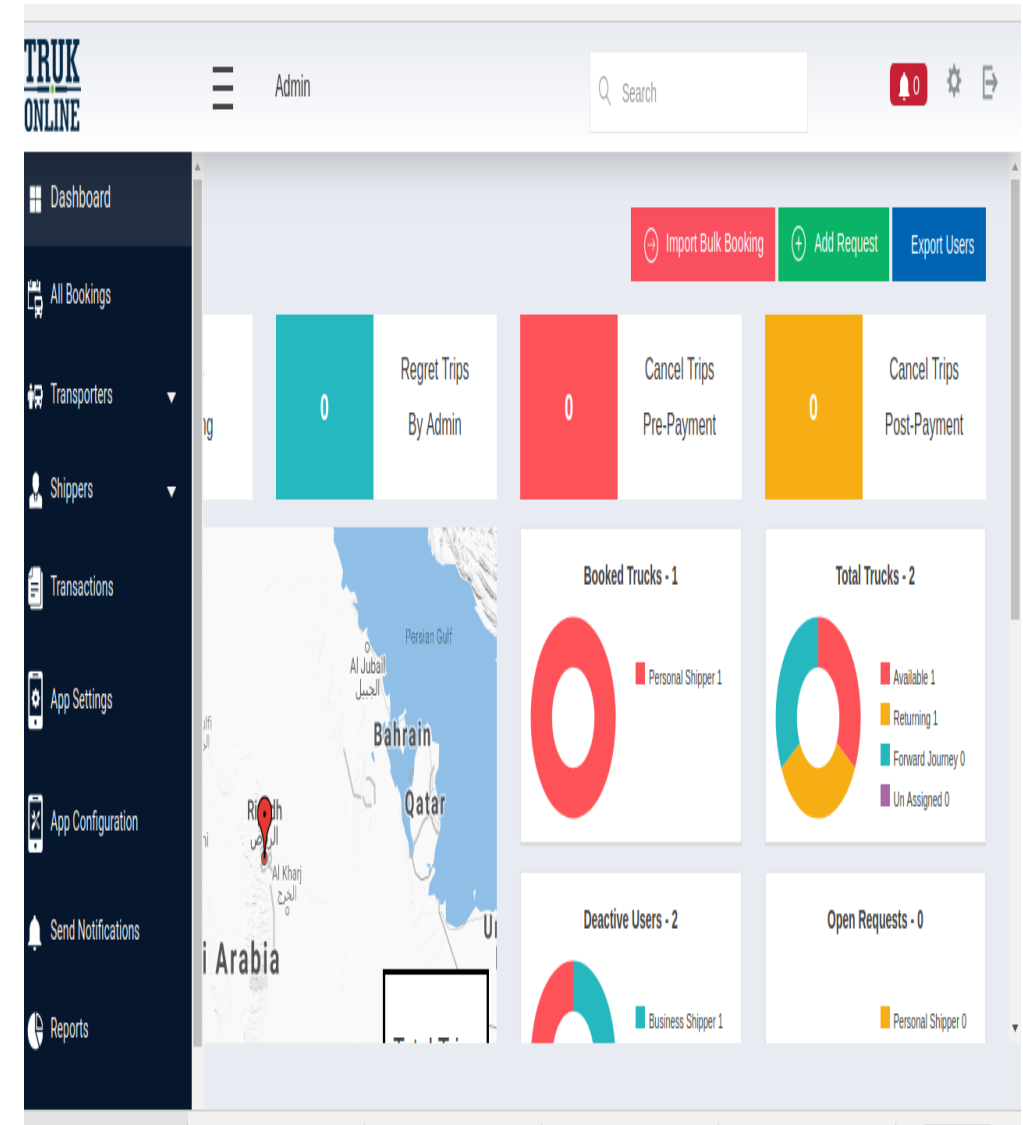 TRUK
ONLINE
Admin
Search
0
Dashboard
All Bookings
Transporters
Shippers
Transactions
App Settings
App Configuration
Send Notifications
Reports
Import Bulk Booking
Add Request
Export Users
0
Regret Trips
By Admin
0
Cancel Trips
Pre-Payment
0
Cancel Trips
Post-Payment
Persian Gulf
Al Jubail
الجبيل
Bahrain
Qatar
Riyadh
الرياض
Al Kharj
الخرج
i Arabia
Booked Trucks - 1
Personal Shipper 1
Total Trucks - 2
Available 1
Returning 1
Forward Journey 0
Un Assigned 0
Deactive Users - 2
Business Shipper 1
Open Requests - 0
Personal Shipper 0